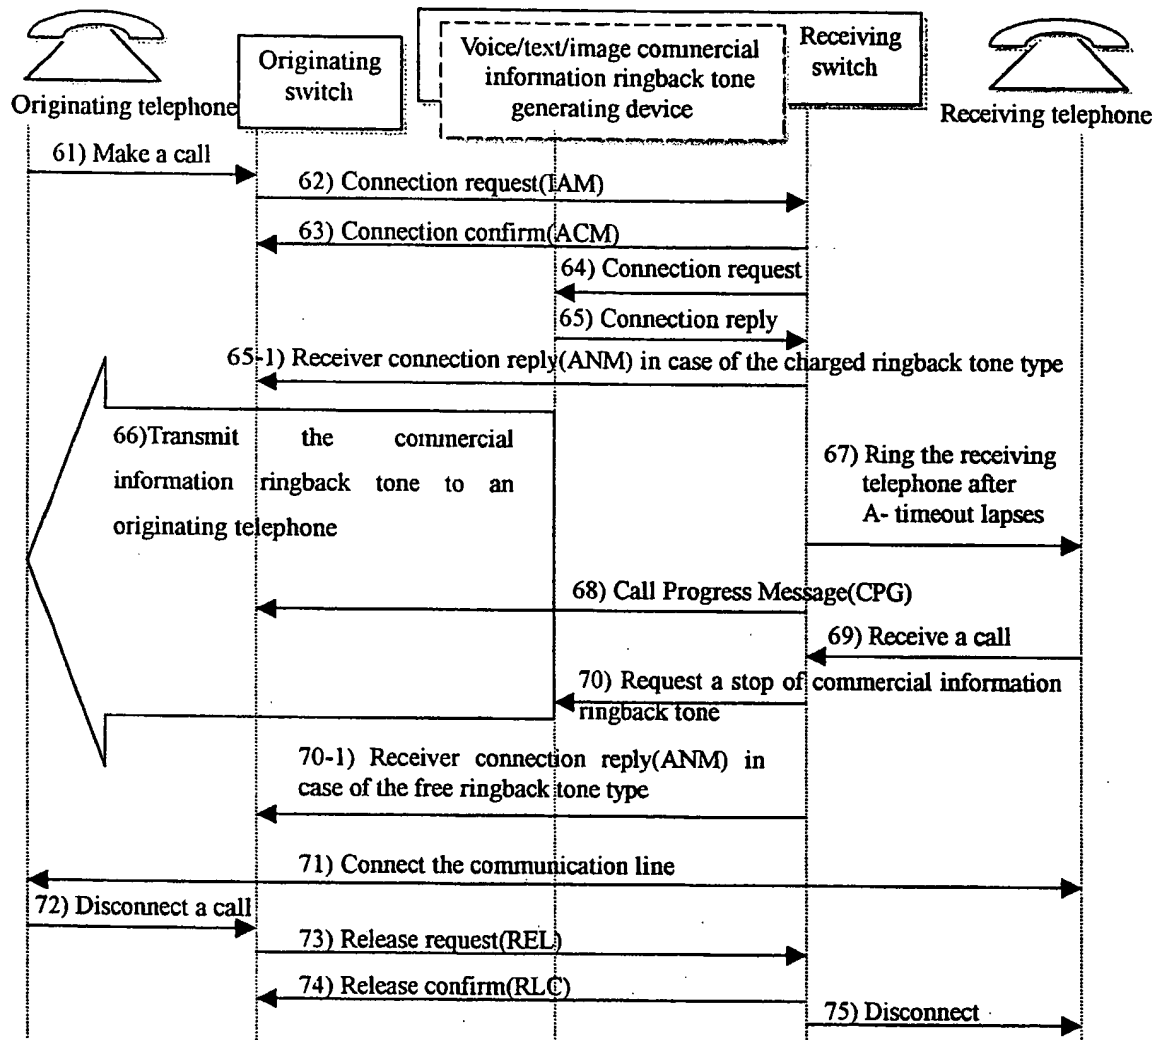 Originating telephone
Originating
switch
Voice/text/image commercial
information ringback tone
generating device
Receiving
switch
Receiving telephone
61) Make a call
62) Connection request(IAM)
63) Connection confirm(ACM)
64) Connection request
65) Connection reply
65-1) Receiver connection reply(ANM) in case of the charged ringback tone type
66)Transmit the commercial
information ringback tone to an
originating telephone
67) Ring the receiving
telephone after
A- timeout lapses
68) Call Progress Message(CPG)
69) Receive a call
70) Request a stop of commercial information
ringback tone
70-1) Receiver connection reply(ANM) in
case of the free ringback tone type
71) Connect the communication line
72) Disconnect a call
73) Release request(REL)
74) Release confirm(RLC)
75) Disconnect